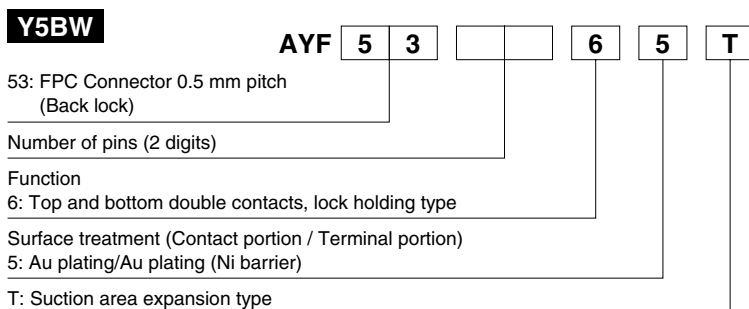 Y5BW
AYF 5 3 6 5 T
53: FPC Connector 0.5 mm pitch
(Back lock)
Number of pins (2 digits)
Function
6: Top and bottom double contacts, lock holding type
Surface treatment (Contact portion / Terminal portion)
5: Au plating/Au plating (Ni barrier)
T: Suction area expansion type